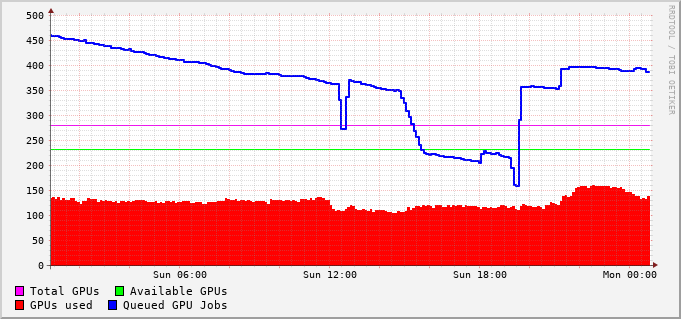 500
450
400
350
300
250
200
150
100
50
0
Sun 06:00 Sun 12:00 Sun 18:00 Mon 00:00
Total GPUs Available GPUs
GPUs used Queued GPU Jobs
RRDTOOL / TOBI OETIKER